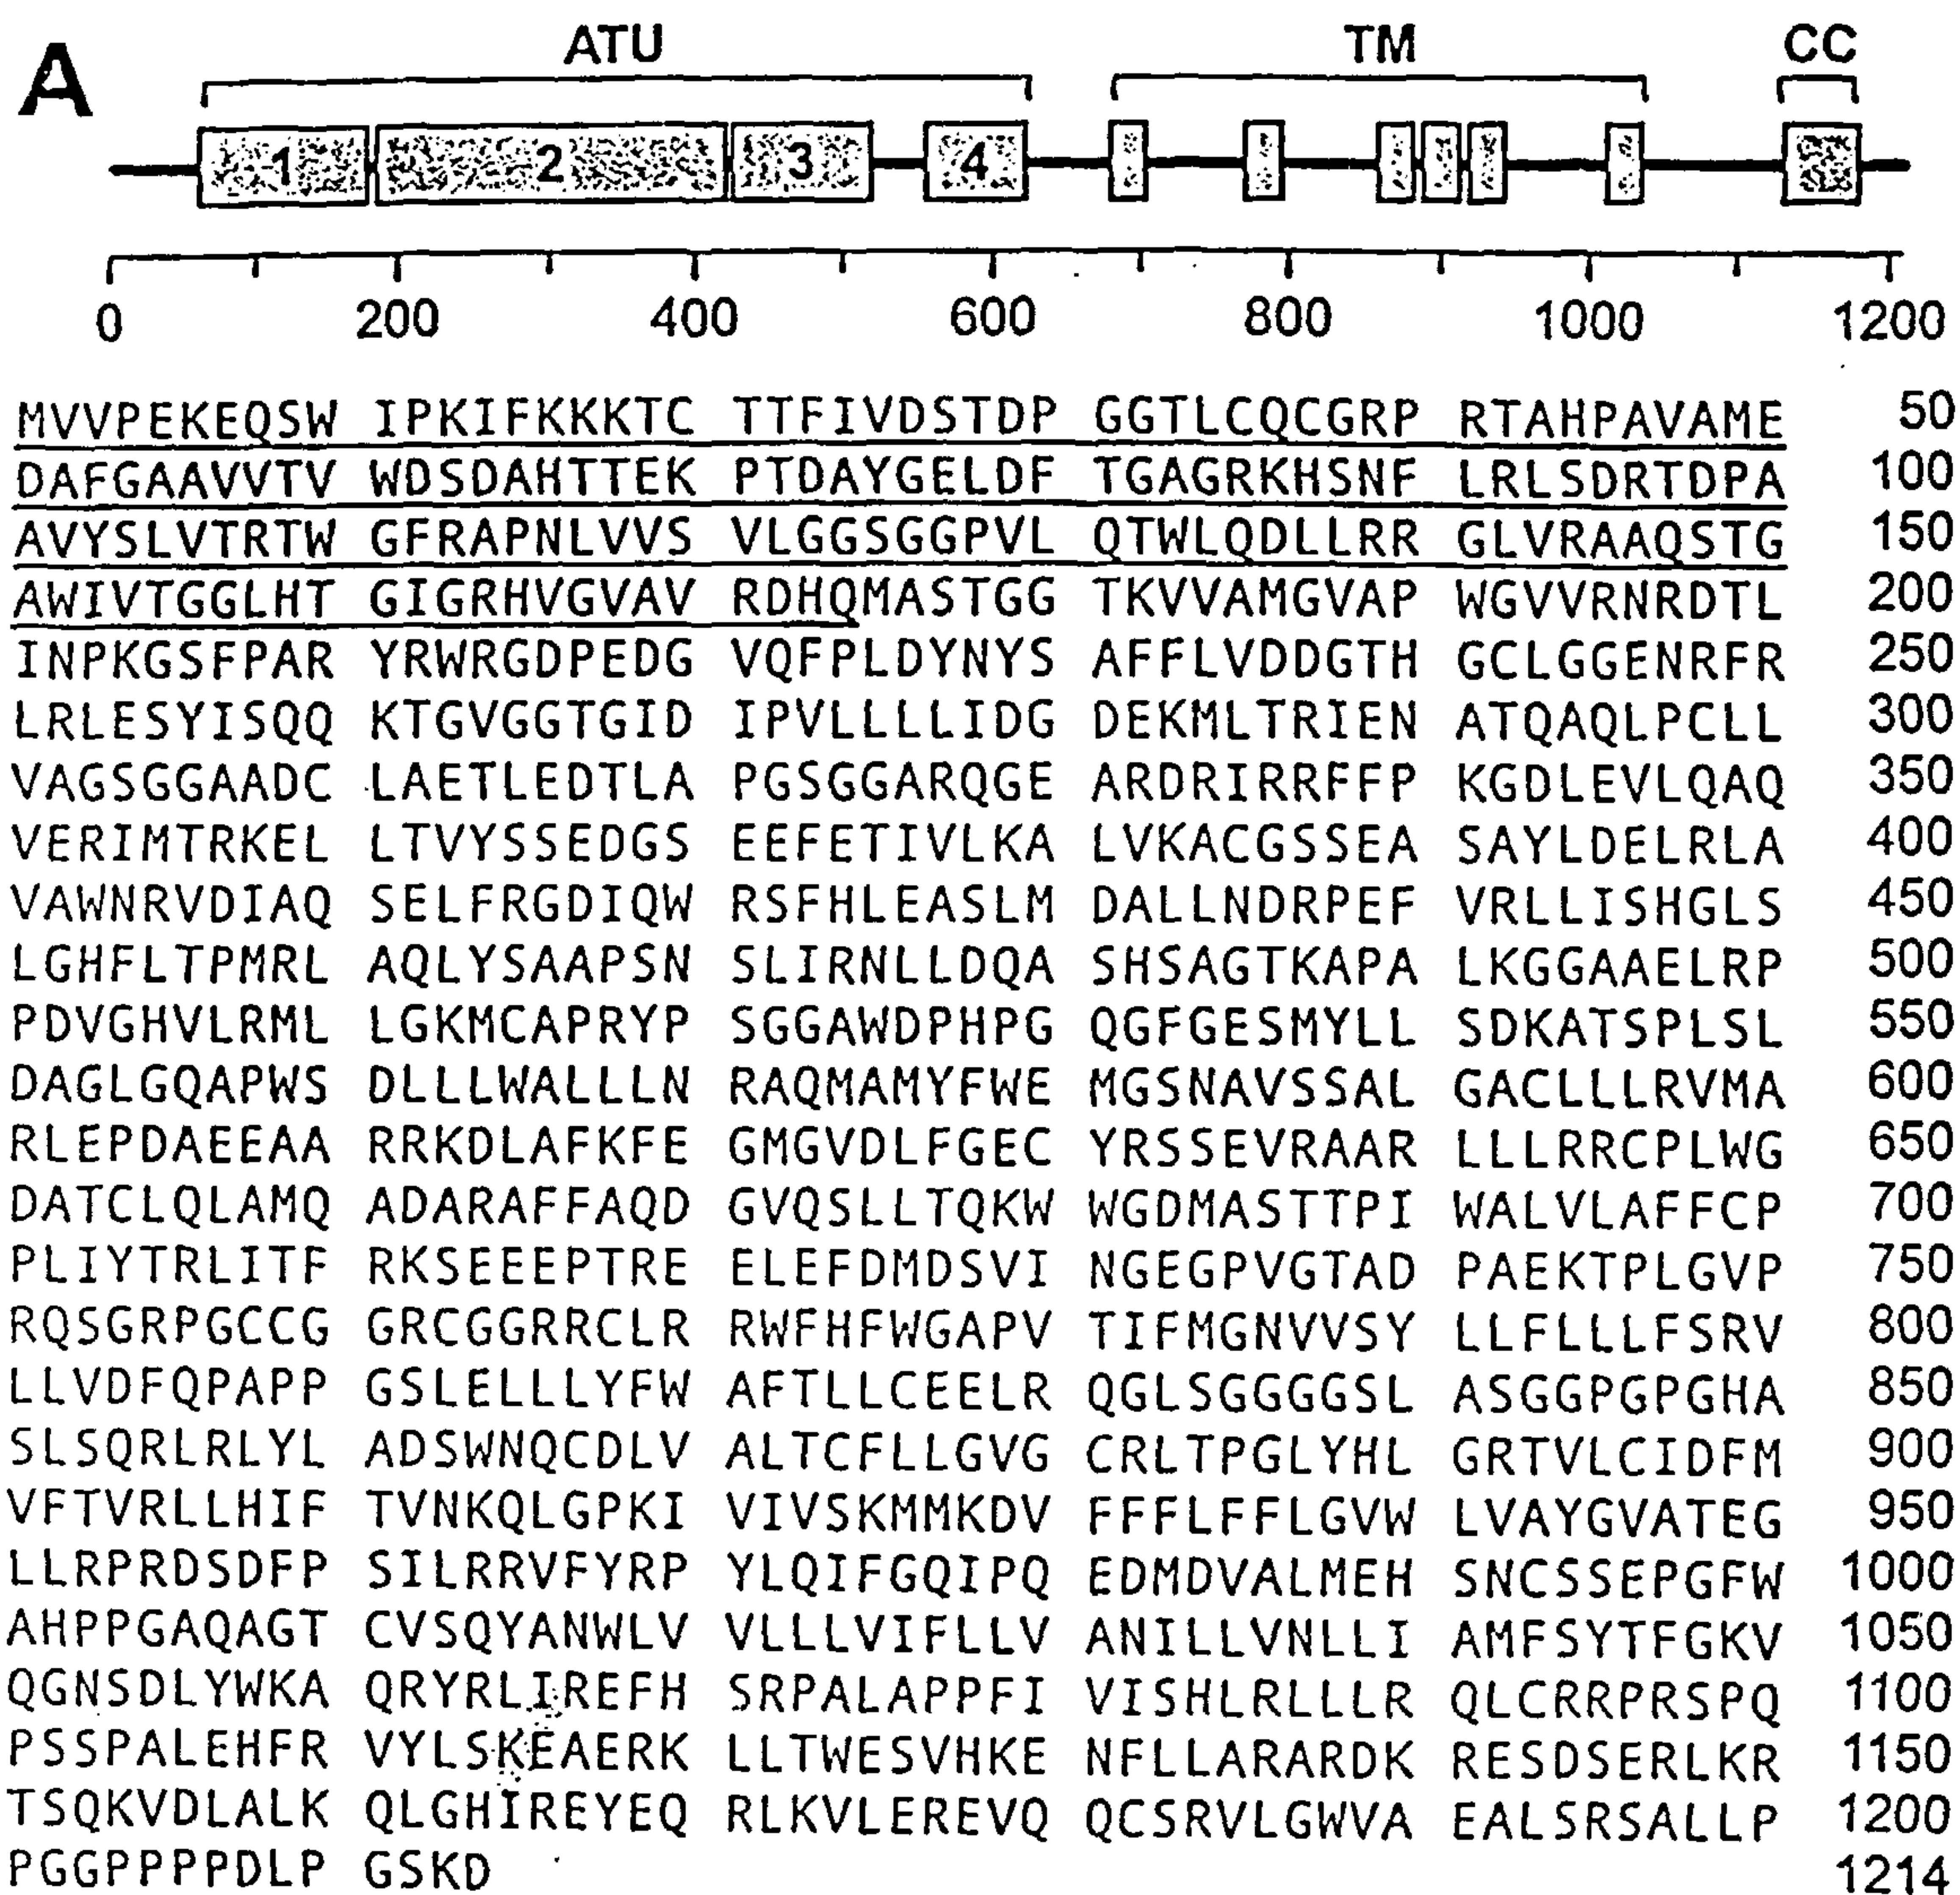 A
ATU TM CC
1 2 3 4
0 200 400 600 800 1000 1200
MVVPEKEQSW IPKIFKKKTC TTFIVDSTDP GGTLCQCGRP RTAHPAVAME 50
DAFGAAVVTV WDSDAHTTEK PTDAYGELDF TGAGRKHSNF LRLSDRTDPA 100
AVYSLVTRTW GFRAPNLVVS VLGGSGGPVL QTWLQDLLRR GLVRAAQSTG 150
AWIVTGGLHT GIGRHVGVAV RDHQMASTGG TKVVAMGVAP WGVVRNRDTL 200
INPKGSFPAR YRWRGDPEDG VQFPLDYNYS AFFLVDDGTH GCLGGENRFR 250
LRLESYISQQ KTGVGGTGID IPVLLLLIDG DEKMLTRIEN ATQAQLPCLL 300
VAGSGGAADC LAETLEDTLA PGSGGARQGE ARDRIRRFFP KGDLEVLQAQ 350
VERIMTRKEL LTVYSSEDGS EEFETIVLKA LVKACGSSEA SAYLDELRLA 400
VAWNRVDIAQ SELFRGDIQW RSFHLEASLM DALLNDRPEF VRLLISHGLS 450
LGHFLTPMRL AQLYSAAPSN SLIRNLLDQA SHSAGTKAPA LKGGAAELRP 500
PDVGHVLRML LGKMCAPRYP SGGAWDPHPG QGFGESMYLL SDKATSPLSL 550
DAGLGQAPWS DLLLWALLLN RAQMAMYFWE MGSNAVSSAL GACLLLRVMA 600
RLEPDAEEAA RRKDLAFKFE GMGVDLFGEC YRSSEVRAAR LLLRRCPLWG 650
DATCLQLAMQ ADARAFFAQD GVQSLLTQKW WGDMASTTPI WALVLAFFCP 700
PLIYTRLITF RKSEEEPTRE ELEFDMDSVI NGEGPVGTAD PAEKTPLGVP 750
RQSGRPGCCG GRCGGRRCLR RWFHFWGAPV TIFMGNVVSY LLFLLLFSRV 800
LLVDFQPAPP GSLELLLYFW AFTLLCEELR QGLSGGGGSL ASGGPGPGHA 850
SLSQRLRLYL ADSWNQCDLV ALTCFLLGVG CRLTPGLYHL GRTVLCIDFM 900
VFTVRLLHIF TVNKQLGPKI VIVSKMMKDV FFFLFFLGVW LVAYGVATEG 950
LLRPRDSDFP SILRRVFYRP YLQIFGQIPQ EDMDVALMEH SNCSSEPGFW 1000
AHPPGAQAGT CVSQYANWLV VLLLVIFLLV ANILLVNLLI AMFSYTFGKV 1050
QGNSDLYWKA QRYRLIREFH SRPALAPPFI VISHLRLLLR QLCRRPRSPQ 1100
PSSPALEHFR VYLSKEAERK LLTWESVHKE NFLLARARDK RESDSERLKR 1150
TSQKVDLALK QLGHIREYEQ RLKVLEREVQ QCSRVLGWVA EALSRSALLP 1200
PGGPPPPDLP GSKD 1214